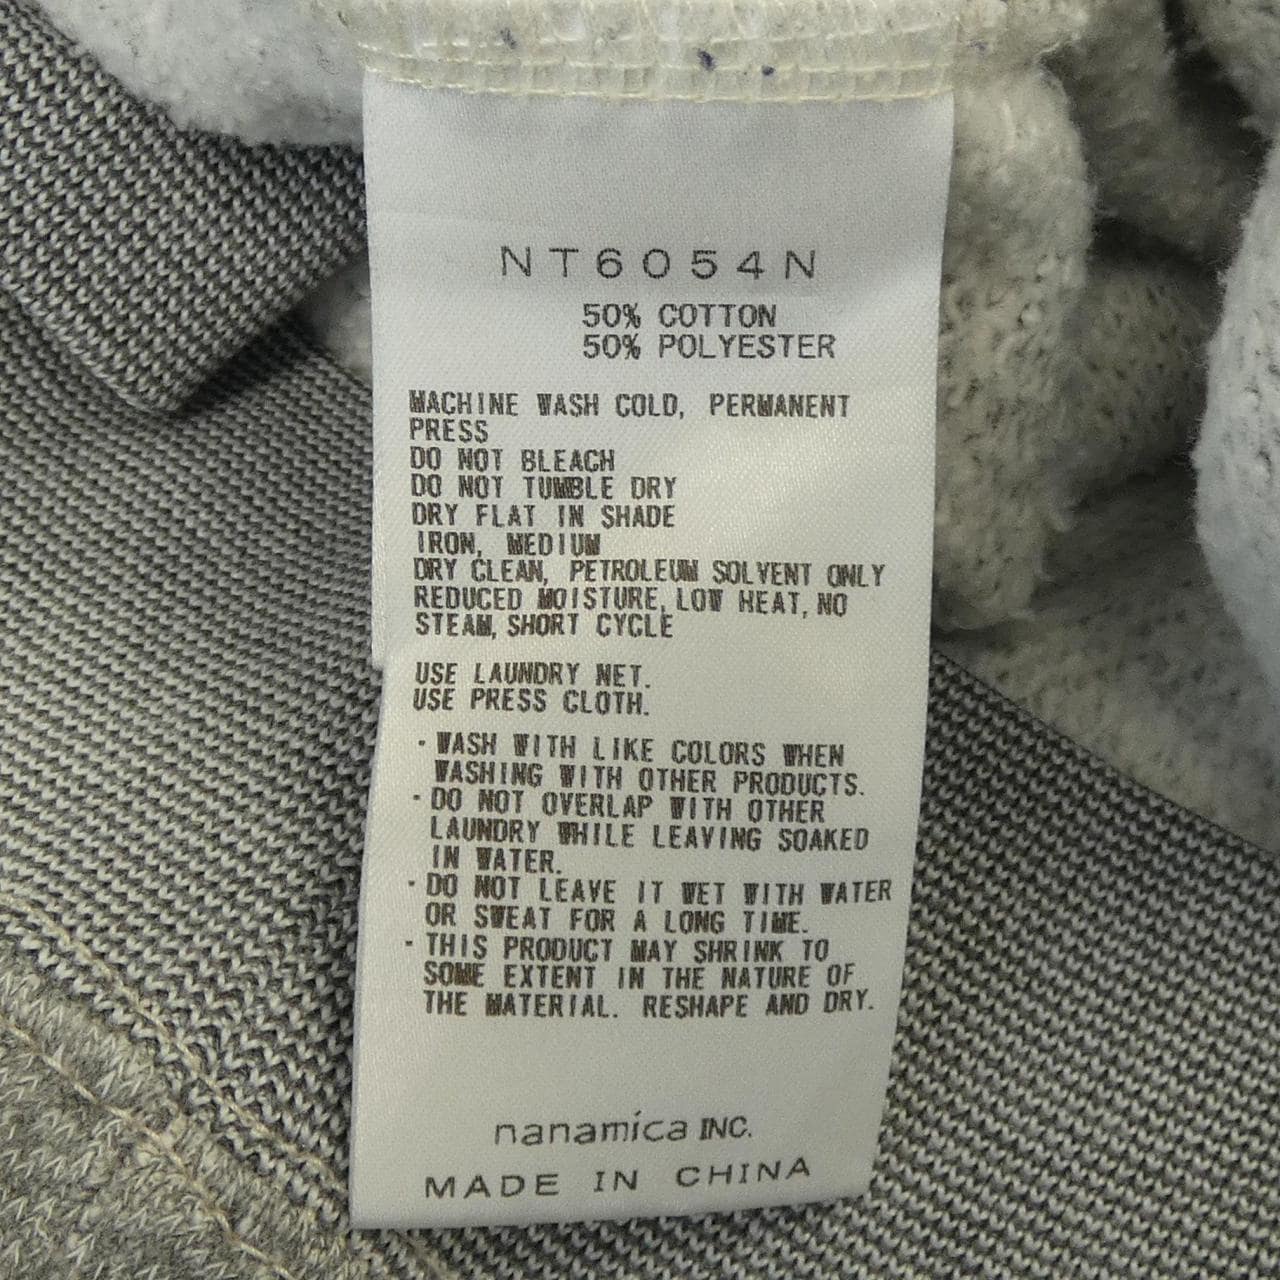 NT6054N
50% COTTON
50% POLYESTER
MACHINE WASH COLD, PERMANENT
PRESS
DO NOT BLEACH
DO NOT TUMBLE DRY
DRY FLAT IN SHADE
IRON, MEDIUM
DRY CLEAN, PETROLEUM SOLVENT ONLY
REDUCED MOISTURE, LOW HEAT, NO
STEAM, SHORT CYCLE
USE LAUNDRY NET.
USE PRESS CLOTH.
・WASH WITH LIKE COLORS WHEN
WASHING WITH OTHER PRODUCTS.
・DO NOT OVERLAP WITH OTHER
LAUNDRY WHILE LEAVING SOAKED
IN WATER.
・DO NOT LEAVE IT WET WITH WATER
OR SWEAT FOR A LONG TIME.
・THIS PRODUCT MAY SHRINK TO
SOME EXTENT IN THE NATURE OF
THE MATERIAL. RESHAPE AND DRY.
nanamica INC.
MADE IN CHINA